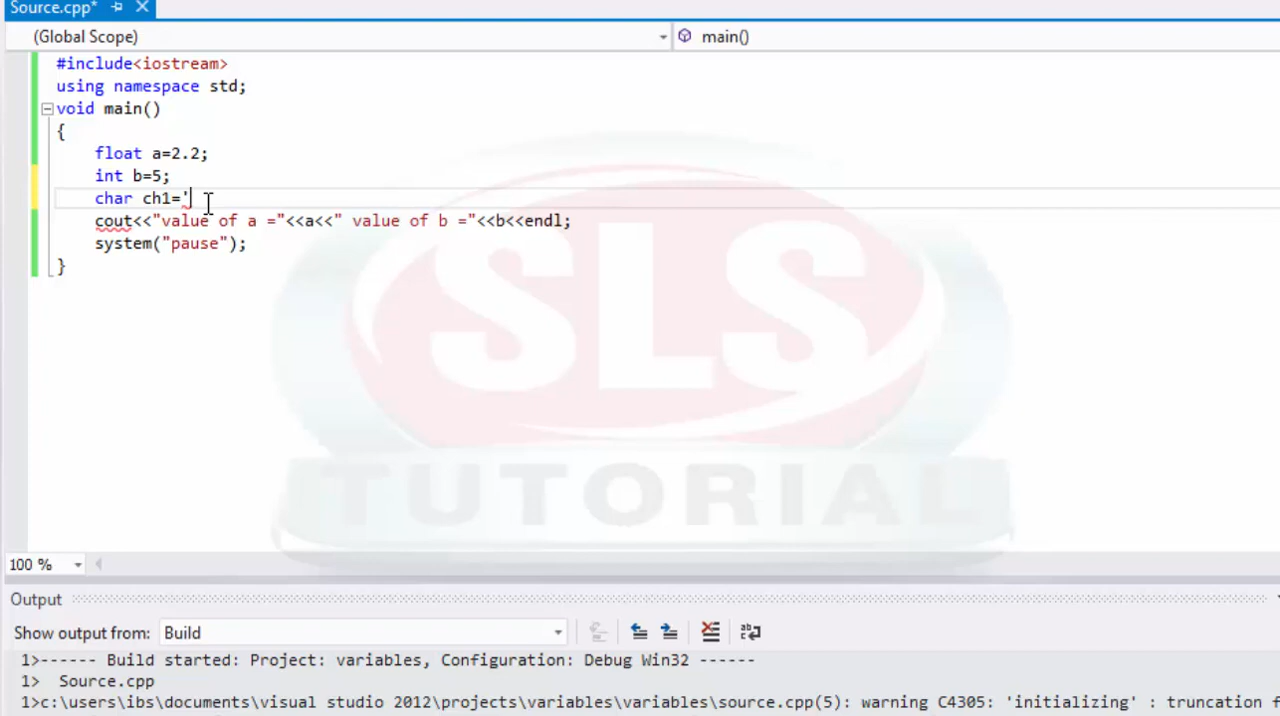 Source.cpp*
(Global Scope) main()
#include<iostream>
using namespace std;
void main()
{
float a=2.2;
int b=5;
char ch1='
cout<<"value of a ="<<a<<" value of b ="<<b<<endl;
system("pause");
}
SLS
TUTORIAL
100 %
Output
Show output from: Build
1>------ Build started: Project: variables, Configuration: Debug Win32 ------
1> Source.cpp
1>c:\users\ibs\documents\visual studio 2012\projects\variables\variables\source.cpp(5): warning C4305: 'initializing' : truncation f